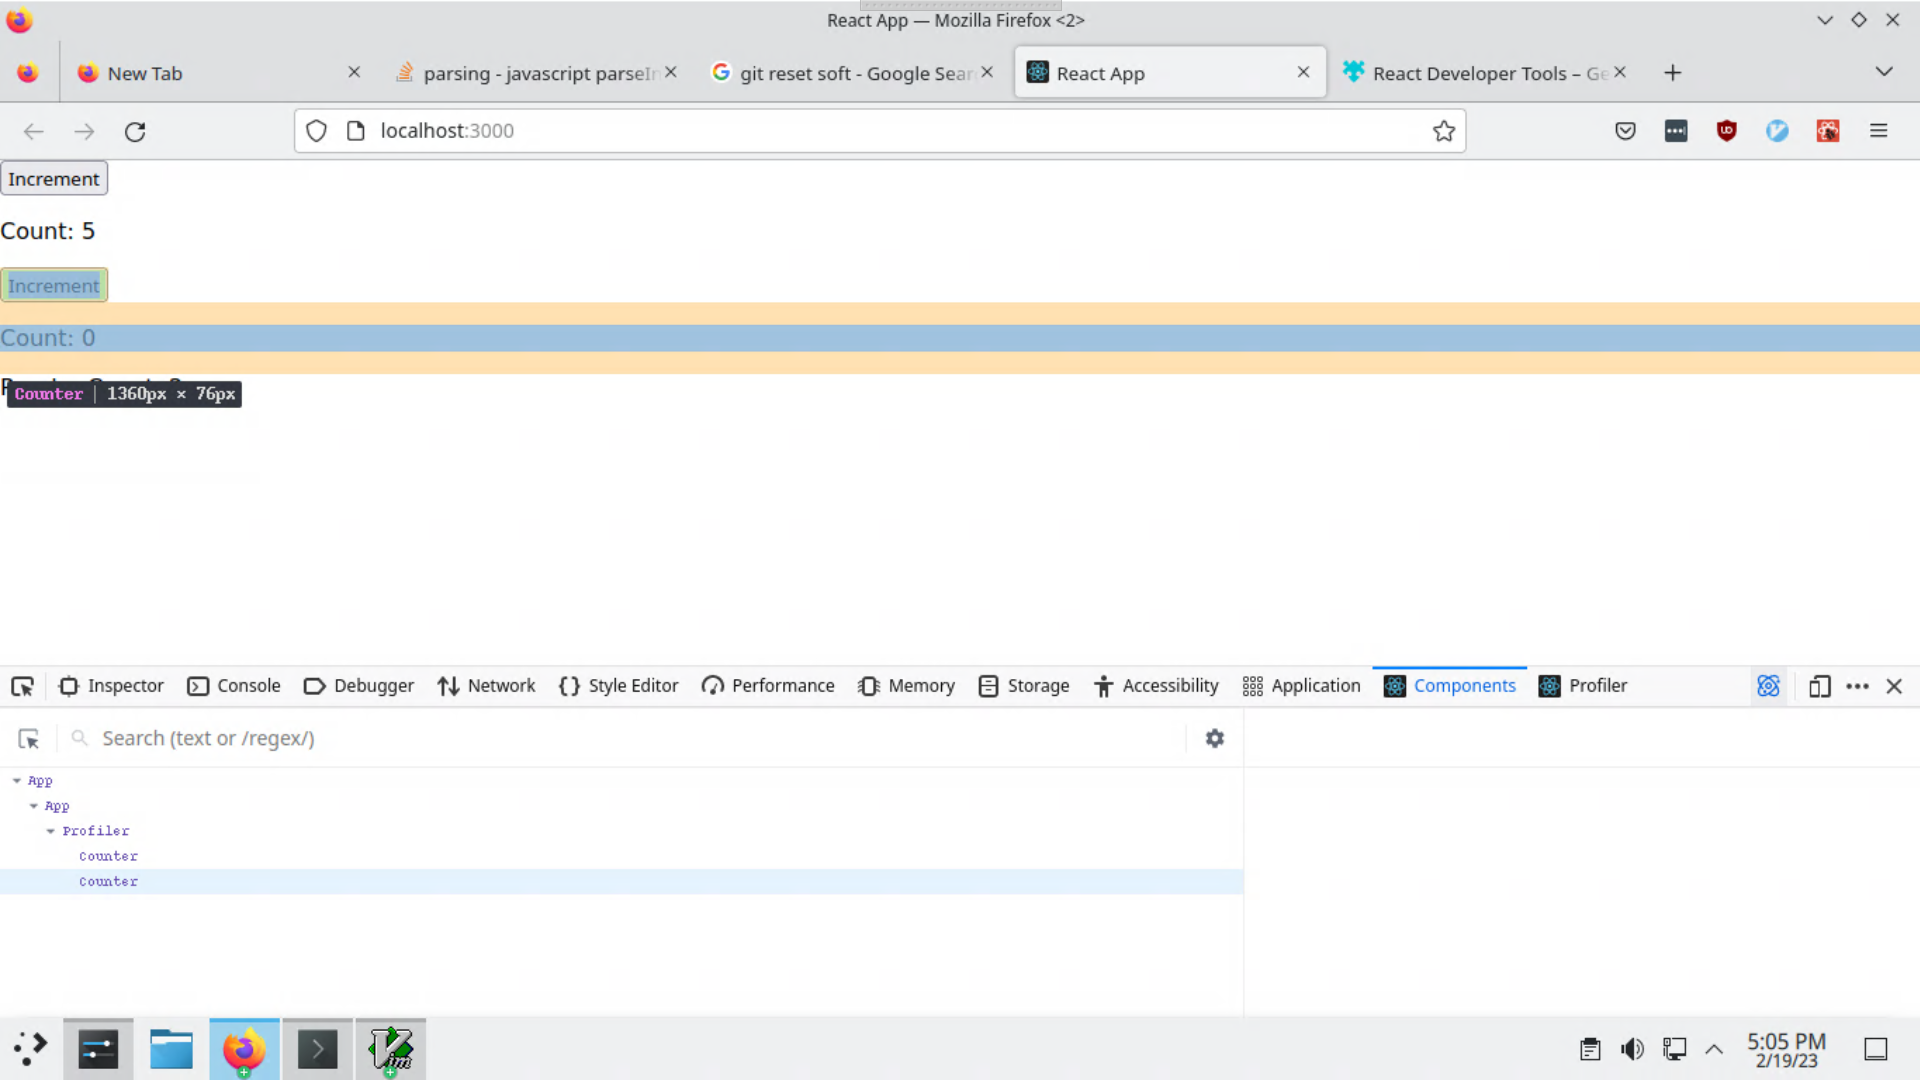 React App — Mozilla Firefox <2>
New Tab
parsing - javascript parseIn
git reset soft - Google Sear
React App
React Developer Tools – Ge
localhost:3000
Increment
Count: 5
Increment
Count: 0
Counter | 1360px × 76px
Inspector
Console
Debugger
Network
Style Editor
Performance
Memory
Storage
Accessibility
Application
Components
Profiler
Search (text or /regex/)
App
App
Profiler
Counter
Counter
5:05 PM
2/19/23